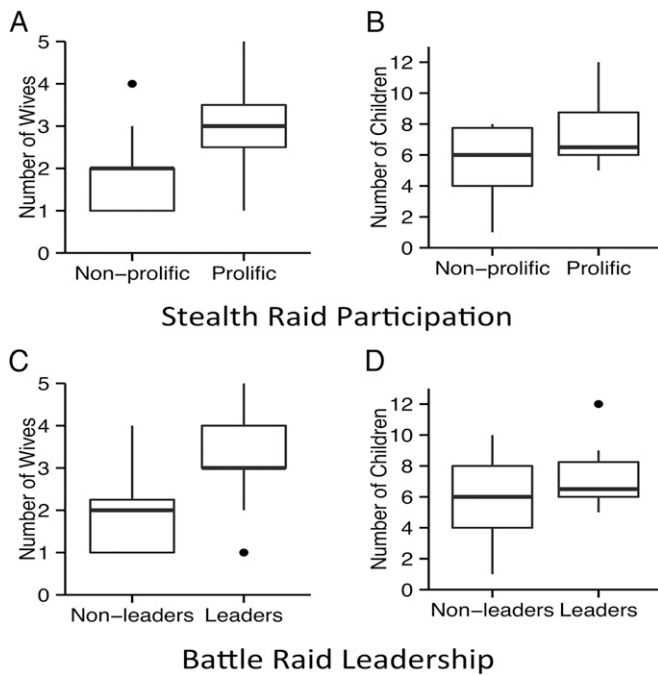 A
Number of Wives
5
4
3
2
1
0
Non–prolific Prolific
B
Number of Children
12
10
8
6
4
2
0
Non–prolific Prolific
Stealth Raid Participation
C
Number of Wives
5
4
3
2
1
0
Non–leaders Leaders
D
Number of Children
12
10
8
6
4
2
0
Non–leaders Leaders
Battle Raid Leadership